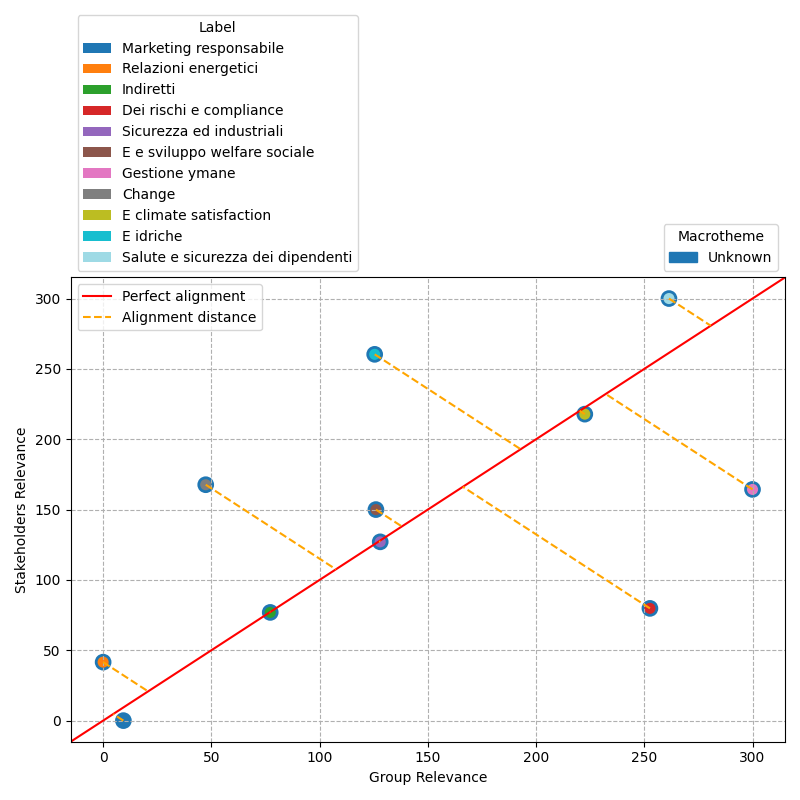 Label
Marketing responsabile
Relazioni energetici
Indiretti
Dei rischi e compliance
Sicurezza ed industriali
E e sviluppo welfare sociale
Gestione ymane
Change
E climate satisfaction
E idriche
Salute e sicurezza dei dipendenti
Macrotheme
Unknown
Perfect alignment
Alignment distance
300
250
200
150
100
50
0
Stakeholders Relevance
0 50 100 150 200 250 300
Group Relevance